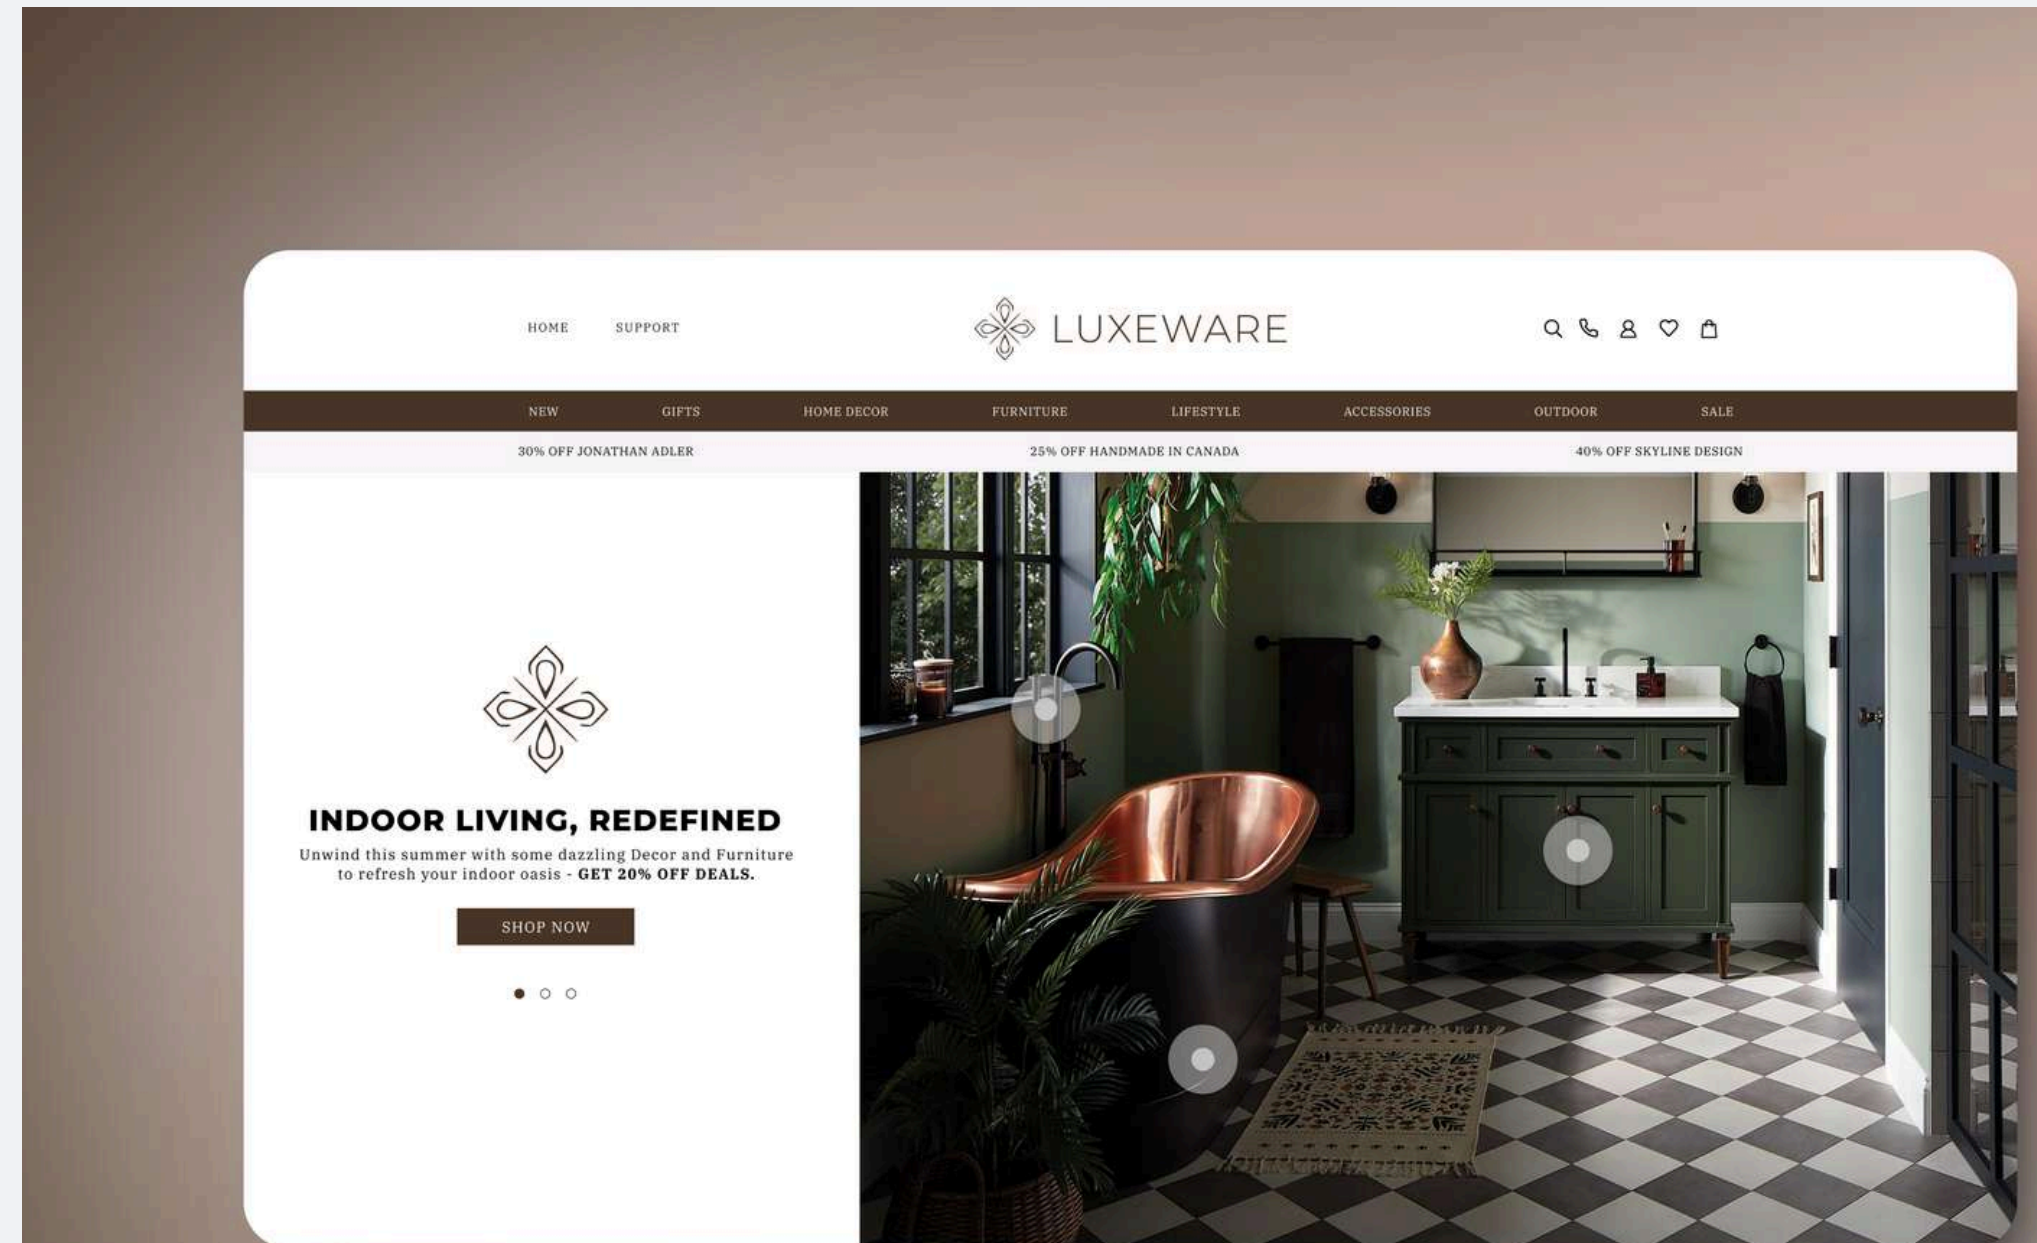 HOME SUPPORT LUXEWARE
NEW GIFTS HOME DECOR FURNITURE LIFESTYLE ACCESSORIES OUTDOOR SALE
30% OFF JONATHAN ADLER 25% OFF HANDMADE IN CANADA 40% OFF SKYLINE DESIGN
INDOOR LIVING, REDEFINED
Unwind this summer with some dazzling Decor and Furniture
to refresh your indoor oasis - GET 20% OFF DEALS.
SHOP NOW